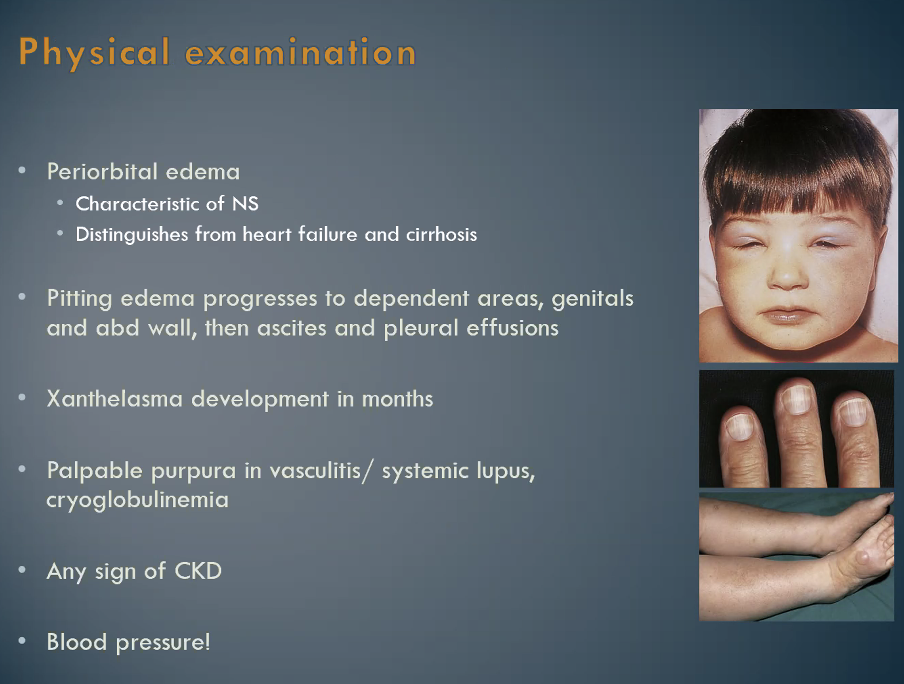 Physical examination
• Periorbital edema
• Characteristic of NS
• Distinguishes from heart failure and cirrhosis
• Pitting edema progresses to dependent areas, genitals
and abd wall, then ascites and pleural effusions
• Xanthelasma development in months
• Palpable purpura in vasculitis/ systemic lupus,
cryoglobulinemia
• Any sign of CKD
• Blood pressure!